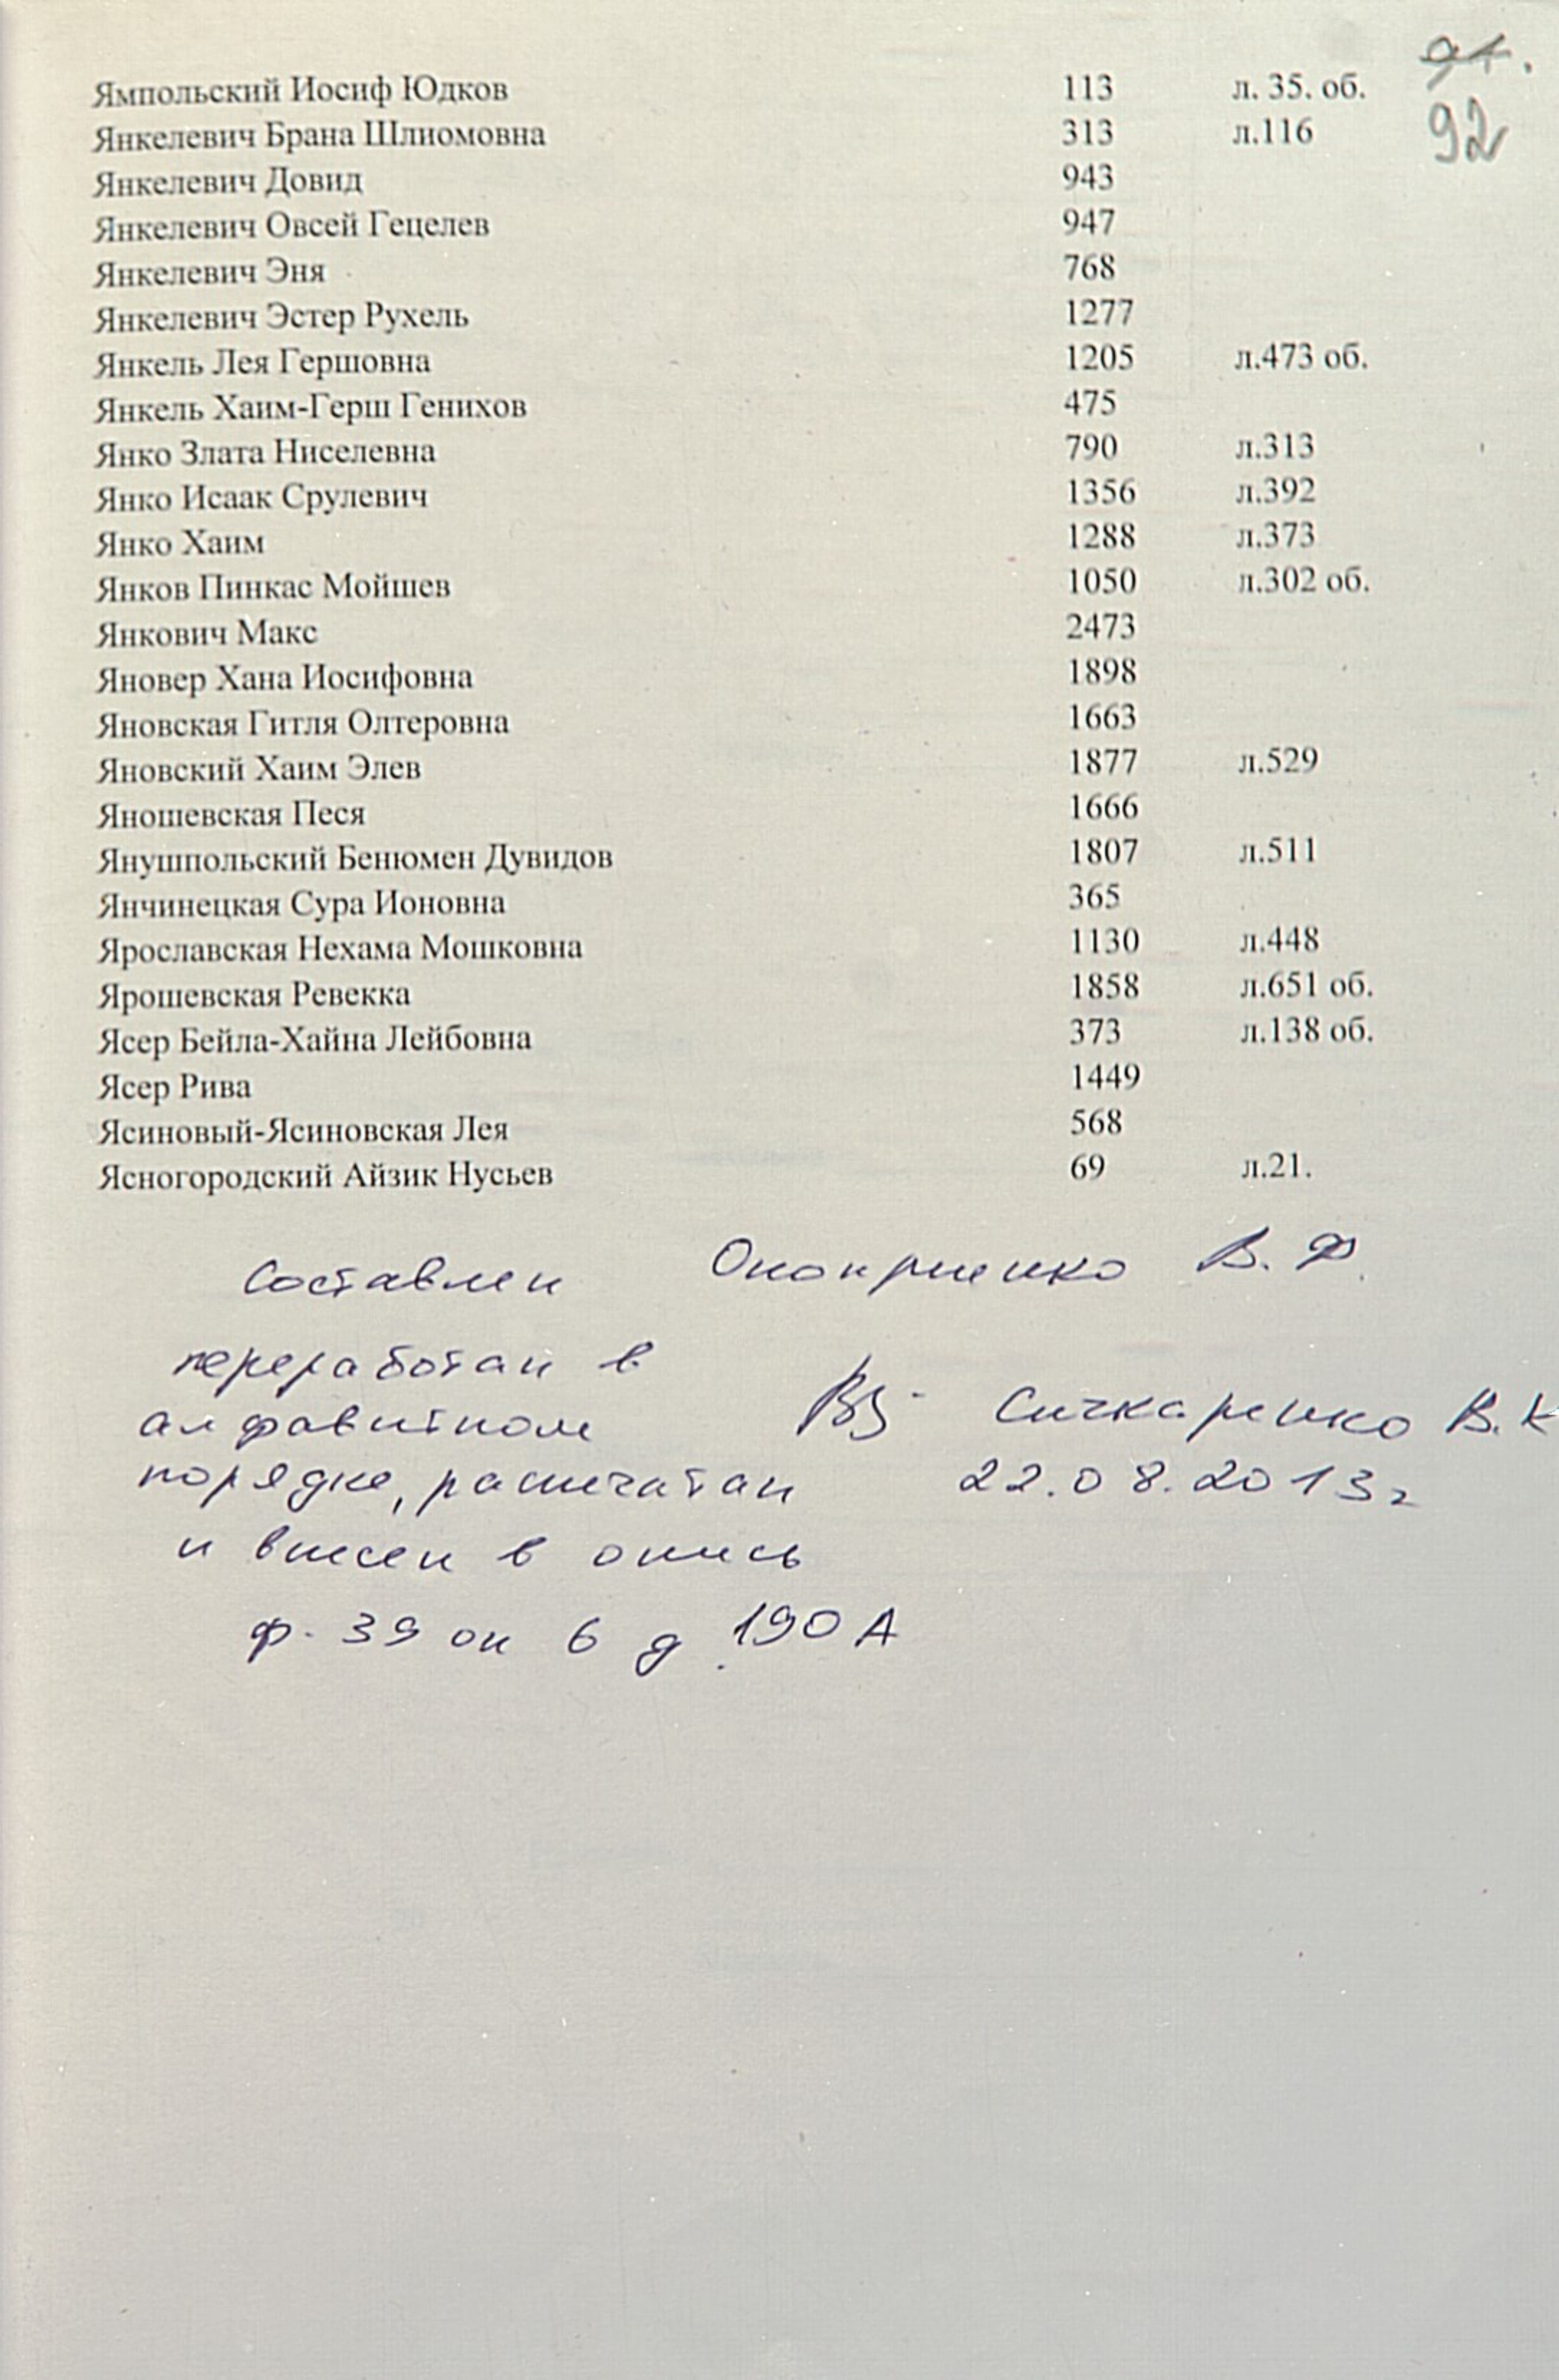 91.
92
Ямпольский Иосиф Юдков 113 л. 35. об.
Янкелевич Брана Шлиомовна 313 л.116
Янкелевич Довид 943
Янкелевич Овсей Гецелев 947
Янкелевич Эня 768
Янкелевич Эстер Рухель 1277
Янкель Лея Гершовна 1205 л.473 об.
Янкель Хаим-Герш Генихов 475
Янко Злата Ниселевна 790 л.313
Янко Исаак Срулевич 1356 л.392
Янко Хаим 1288 л.373
Янков Пинкас Мойшев 1050 л.302 об.
Янкович Макс 2473
Яновер Хана Иосифовна 1898
Яновская Гитля Олтеровна 1663
Яновский Хаим Элев 1877 л.529
Яношевская Песя 1666
Янушпольский Бенюмен Дувидов 1807 л.511
Янчинецкая Сура Ионовна 365
Ярославская Нехама Мошковна 1130 л.448
Ярошевская Ревекка 1858 л.651 об.
Ясер Бейла-Хайна Лейбовна 373 л.138 об.
Ясер Рива 1449
Ясиновый-Ясиновская Лея 568
Ясногородский Айзик Нусьев 69 л.21.
Составлен Оноприенко В. Ф.
переработан в
алфавитном Сичкаренко В.К
порядке, распечатан 22.08.2013г
и внесен в опись
ф. 39 оп 6 д. 190 А